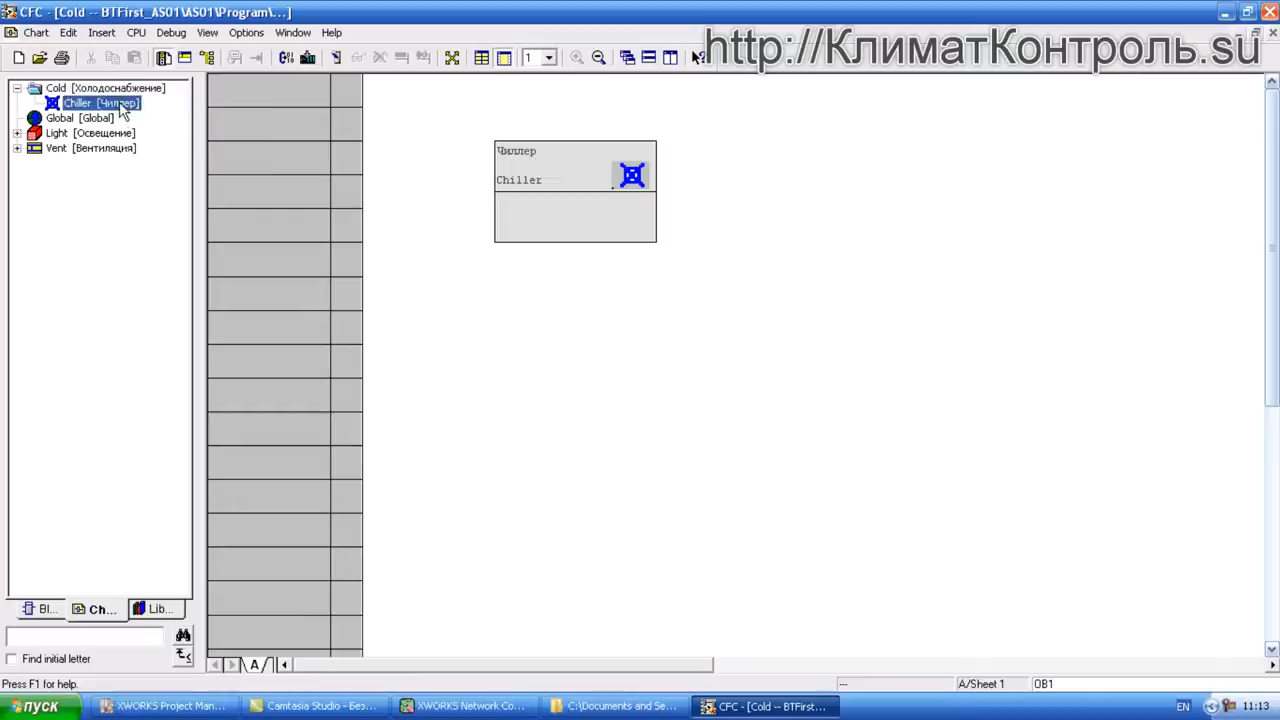 CFC - [Cold -- BTFirst_AS01\AS01\Program\...]
Chart Edit Insert CPU Debug View Options Window Help
http://КлиматКонтроль.su
1
Cold [Холодоснабжение]
Chiller [Чиллер]
Global [Global]
Light [Освещение]
Vent [Вентиляция]
Чиллер
Chiller
Bl... Ch... Lib...
Find initial letter
A
Press F1 for help.
---
A/Sheet 1
OB1
пуск
XWORKS Project Man...
Camtasia Studio - Без...
XWORKS Network Co...
C:\Documents and Se...
CFC - [Cold -- BTFirst...
EN
11:13